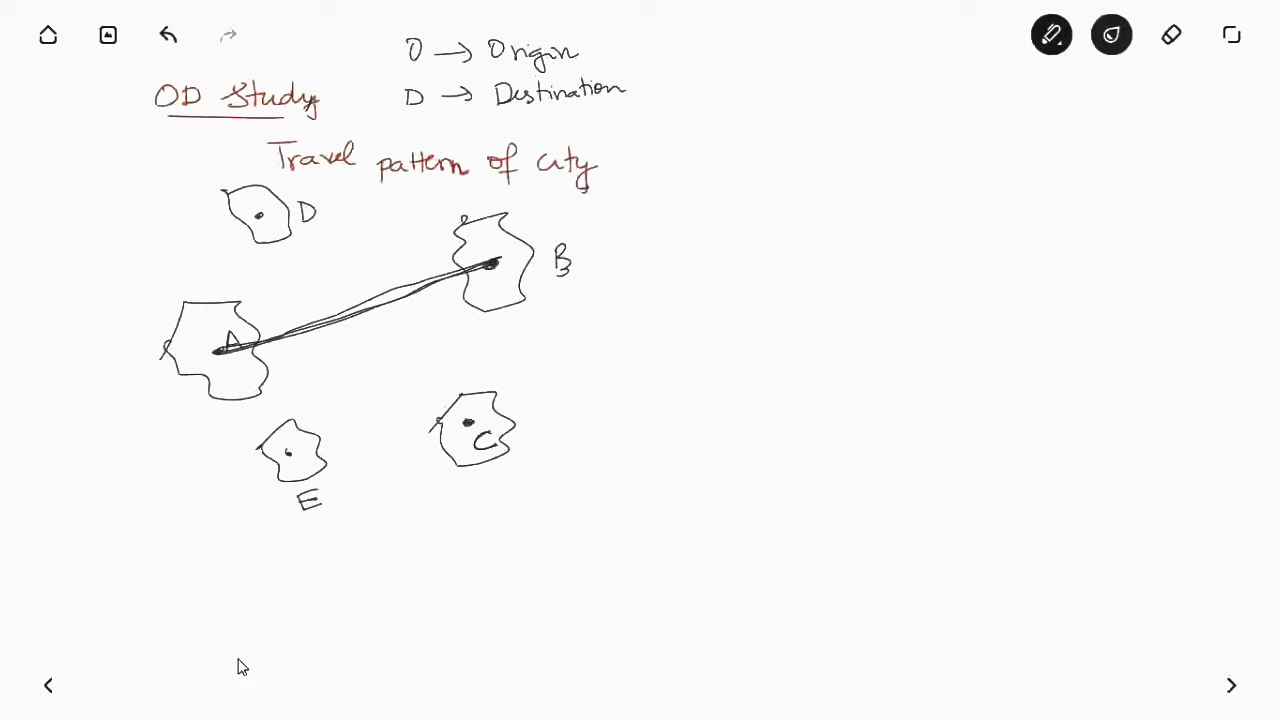 O → Origin
OD Study
D → Destination
Travel pattern of city
D
B
A
C
E